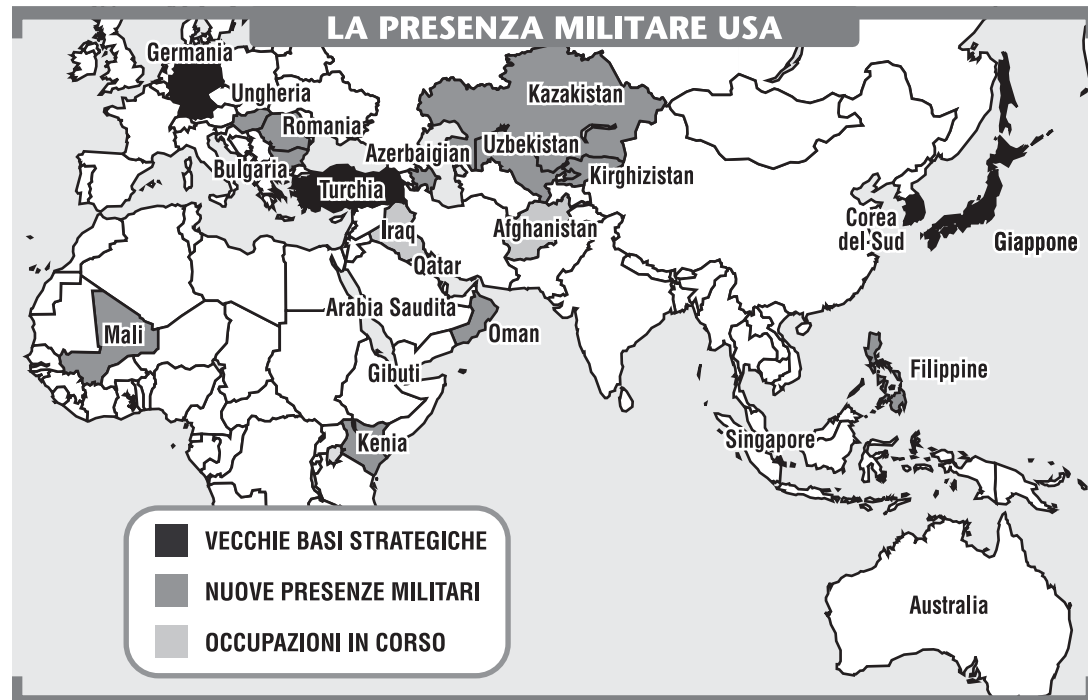 LA PRESENZA MILITARE USA
Germania
Ungheria
Romania
Bulgaria
Turchia
Azerbaigian
Kazakistan
Uzbekistan
Kirghizistan
Iraq
Afghanistan
Qatar
Arabia Saudita
Oman
Gibuti
Mali
Kenia
Corea
del Sud
Giappone
Filippine
Singapore
Australia
VECCHIE BASI STRATEGICHE
NUOVE PRESENZE MILITARI
OCCUPAZIONI IN CORSO